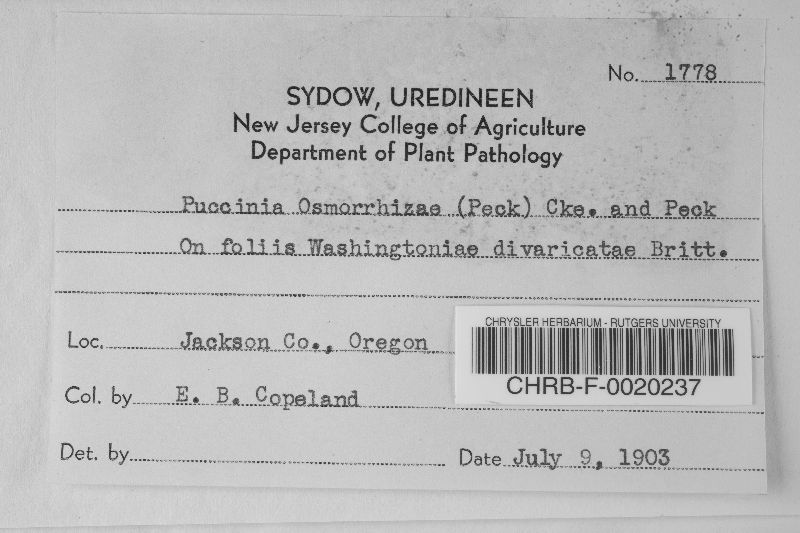 No. 1778
SYDOW, UREDINEEN
New Jersey College of Agriculture
Department of Plant Pathology
Puccinia Osmorrhizae (Peck) Cke. and Peck
On foliis Washingtoniae divaricatae Britt.
Loc. Jackson Co., Oregon
CHRYSLER HERBARIUM - RUTGERS UNIVERSITY
CHRB-F-0020237
Col. by E. B. Copeland
Det. by
Date July 9, 1903